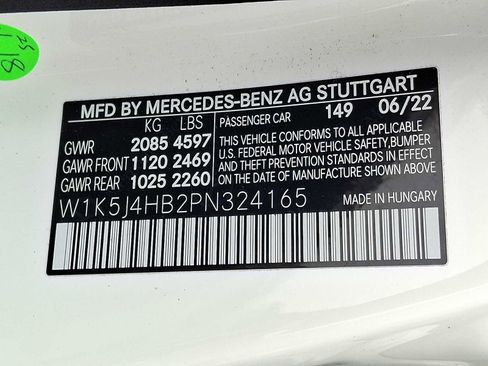 MFD BY MERCEDES-BENZ AG STUTTGART
KG LBS PASSENGER CAR 149 06/22
GVWR 2085 4597 THIS VEHICLE CONFORMS TO ALL APPLICABLE
GAWR FRONT 1120 2469 U.S. FEDERAL MOTOR VEHICLE SAFETY, BUMPER
GAWR REAR 1025 2260 AND THEFT PREVENTION STANDARDS IN EFFECT
ON THE DATE OF MANUFACTURE SHOWN ABOVE.
W1K5J4HB2PN324165 MADE IN HUNGARY